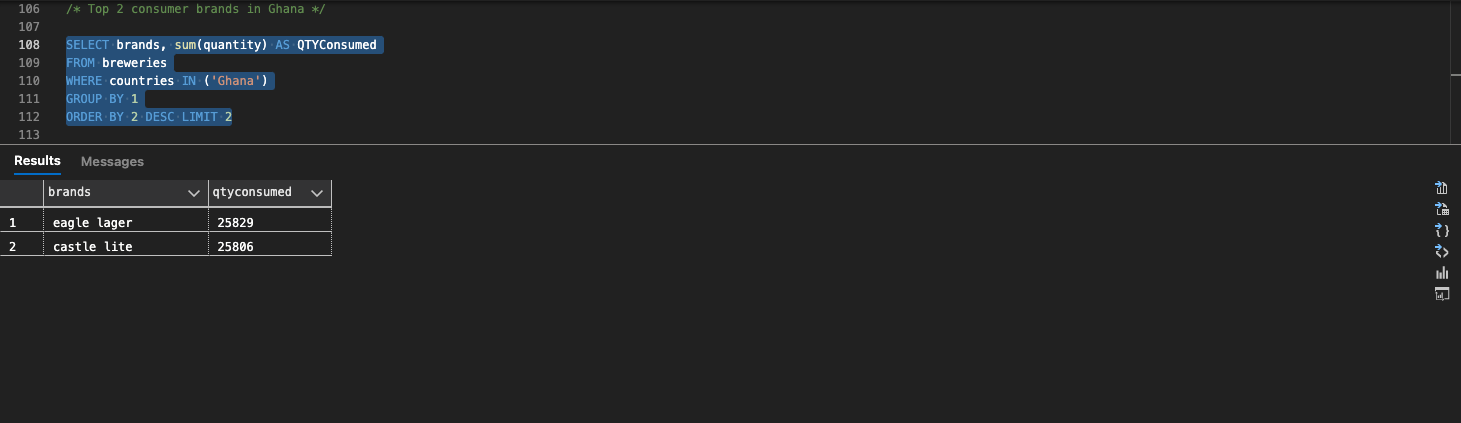 106 /* Top 2 consumer brands in Ghana */
107
108 SELECT brands, sum(quantity) AS QTYConsumed
109 FROM breweries
110 WHERE countries IN ('Ghana')
111 GROUP BY 1
112 ORDER BY 2 DESC LIMIT 2
113
Results Messages
brands qtyconsumed
1 eagle lager 25829
2 castle lite 25806